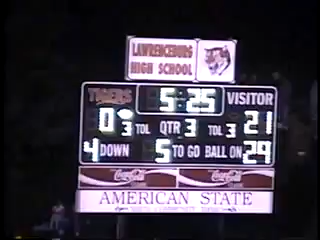 LAWRENCEBURG
HIGH SCHOOL
TIGERS 5:25 VISITOR
0 3 TOL QTR 3 TOL 3 21
4 DOWN 5 TO GO BALL ON 29
Coca-Cola Coca-Cola
AMERICAN STATE